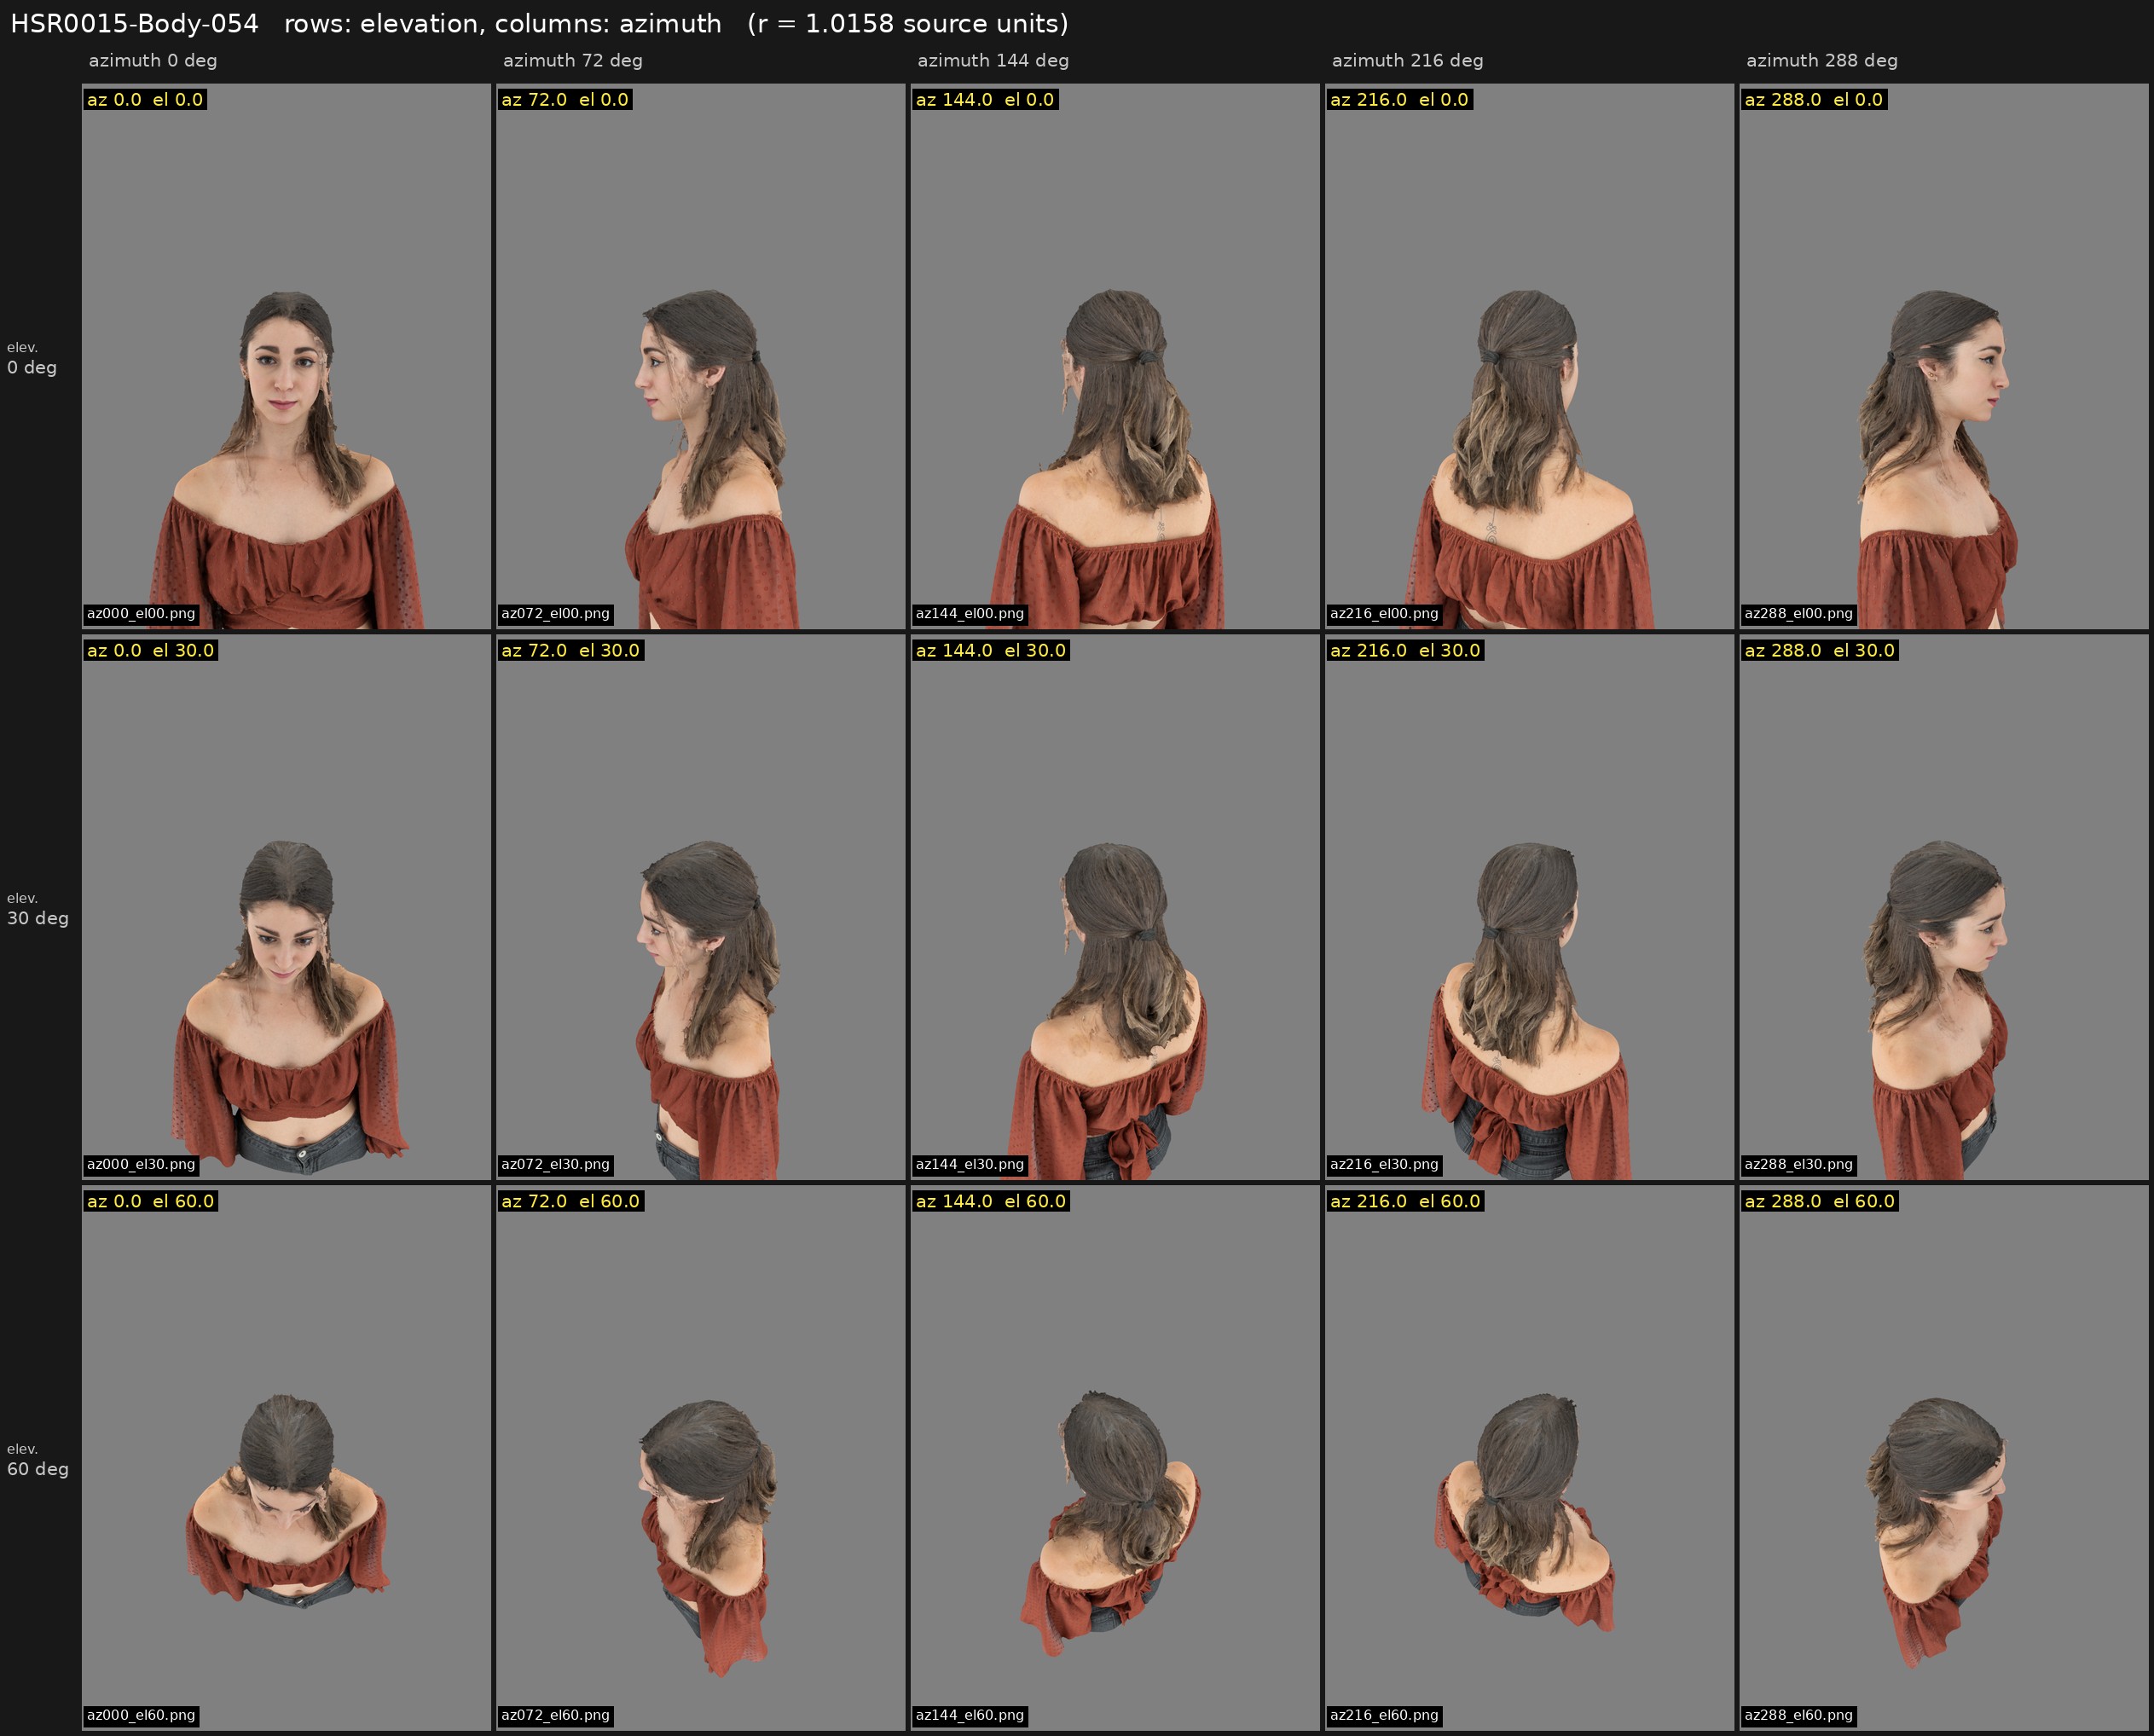 HSR0015-Body-054   rows: elevation, columns: azimuth   (r = 1.0158 source units)
azimuth 0 deg
azimuth 72 deg
azimuth 144 deg
azimuth 216 deg
azimuth 288 deg
elev.
0 deg
az 0.0  el 0.0
az000_el00.png
az 72.0  el 0.0
az072_el00.png
az 144.0  el 0.0
az144_el00.png
az 216.0  el 0.0
az216_el00.png
az 288.0  el 0.0
az288_el00.png
elev.
30 deg
az 0.0  el 30.0
az000_el30.png
az 72.0  el 30.0
az072_el30.png
az 144.0  el 30.0
az144_el30.png
az 216.0  el 30.0
az216_el30.png
az 288.0  el 30.0
az288_el30.png
elev.
60 deg
az 0.0  el 60.0
az000_el60.png
az 72.0  el 60.0
az072_el60.png
az 144.0  el 60.0
az144_el60.png
az 216.0  el 60.0
az216_el60.png
az 288.0  el 60.0
az288_el60.png